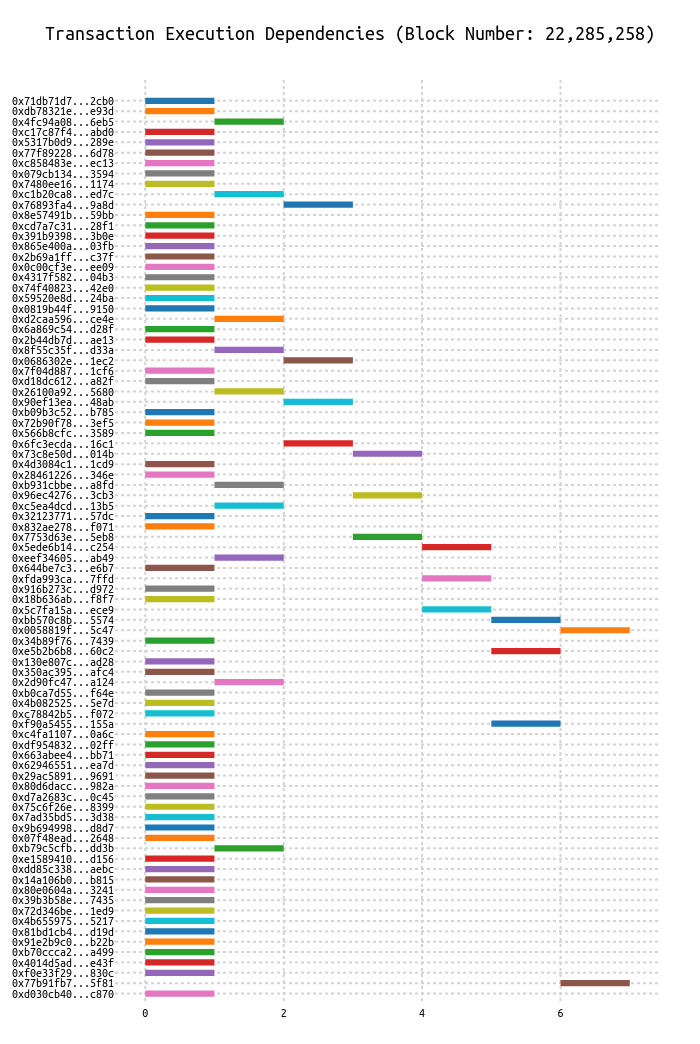 Transaction Execution Dependencies (Block Number: 22,285,258)
0x71db71d7...2cb0
0xdb78321e...e93d
0x4fc94a08...6eb5
0xc17c87f4...abd0
0x5317b0d9...289e
0x77f89228...6d78
0xc858483e...ec13
0x079cb134...3594
0x7480ee16...1174
0xc1b20ca8...ed7c
0x76893fa4...9a8d
0x8e57491b...59bb
0xcd7a7c31...28f1
0x391b9398...3b0e
0x865e400a...03fb
0x2b69a1ff...c37f
0x0c00cf3e...ee09
0x4317f582...04b3
0x74f40823...42e0
0x59520e8d...24ba
0x0819b44f...9150
0xd2caa596...ce4e
0x6a869c54...d28f
0x2b44db7d...ae13
0x8f55c35f...d33a
0x0686302e...1ec2
0x7f04d887...1cf6
0xd18dc612...a82f
0x26100a92...5680
0x90ef13ea...48ab
0xb09b3c52...b785
0x72b90f78...3ef5
0x566b8cfc...3589
0x6fc3ecda...16c1
0x73c8e50d...014b
0x4d3084c1...1cd9
0x28461226...346e
0xb931cbbe...a8fd
0x96ec4276...3cb3
0xc5ea4dcd...13b5
0x32123771...57dc
0x832ae278...f071
0x7753d63e...5eb8
0x5ede6b14...c254
0xeef34605...ab49
0x644be7c3...e6b7
0xfda993ca...7ffd
0x916b273c...d972
0x18b636ab...f8f7
0x5c7fa15a...ece9
0xbb570c8b...5574
0x0058819f...5c47
0x34b89f76...7439
0xe5b2b6b8...60c2
0x130e807c...ad28
0x350ac395...afc4
0x2d90fc47...a124
0xb0ca7d55...f64e
0x4b082525...5e7d
0xc78842b5...f072
0xf90a5455...155a
0xc4fa1107...0a6c
0xdf954832...02ff
0x663abee4...bb71
0x62946551...ea7d
0x29ac5891...9691
0x80d6dacc...982a
0xd7a2683c...0c45
0x75c6f26e...8399
0x7ad35bd5...3d38
0x9b694998...d8d7
0x07f48ead...2648
0xb79c5cfb...dd3b
0xe1589410...d156
0xdd85c338...aebc
0x14a106b0...b815
0x80e0604a...3241
0x39b3b58e...7435
0x72d346be...1ed9
0x4b655975...5217
0x81bd1cb4...d19d
0x91e2b9c0...b22b
0xb70ccca2...a499
0x4014d5ad...e43f
0xf0e33f29...830c
0x77b91fb7...5f81
0xd030cb40...c870
0 2 4 6